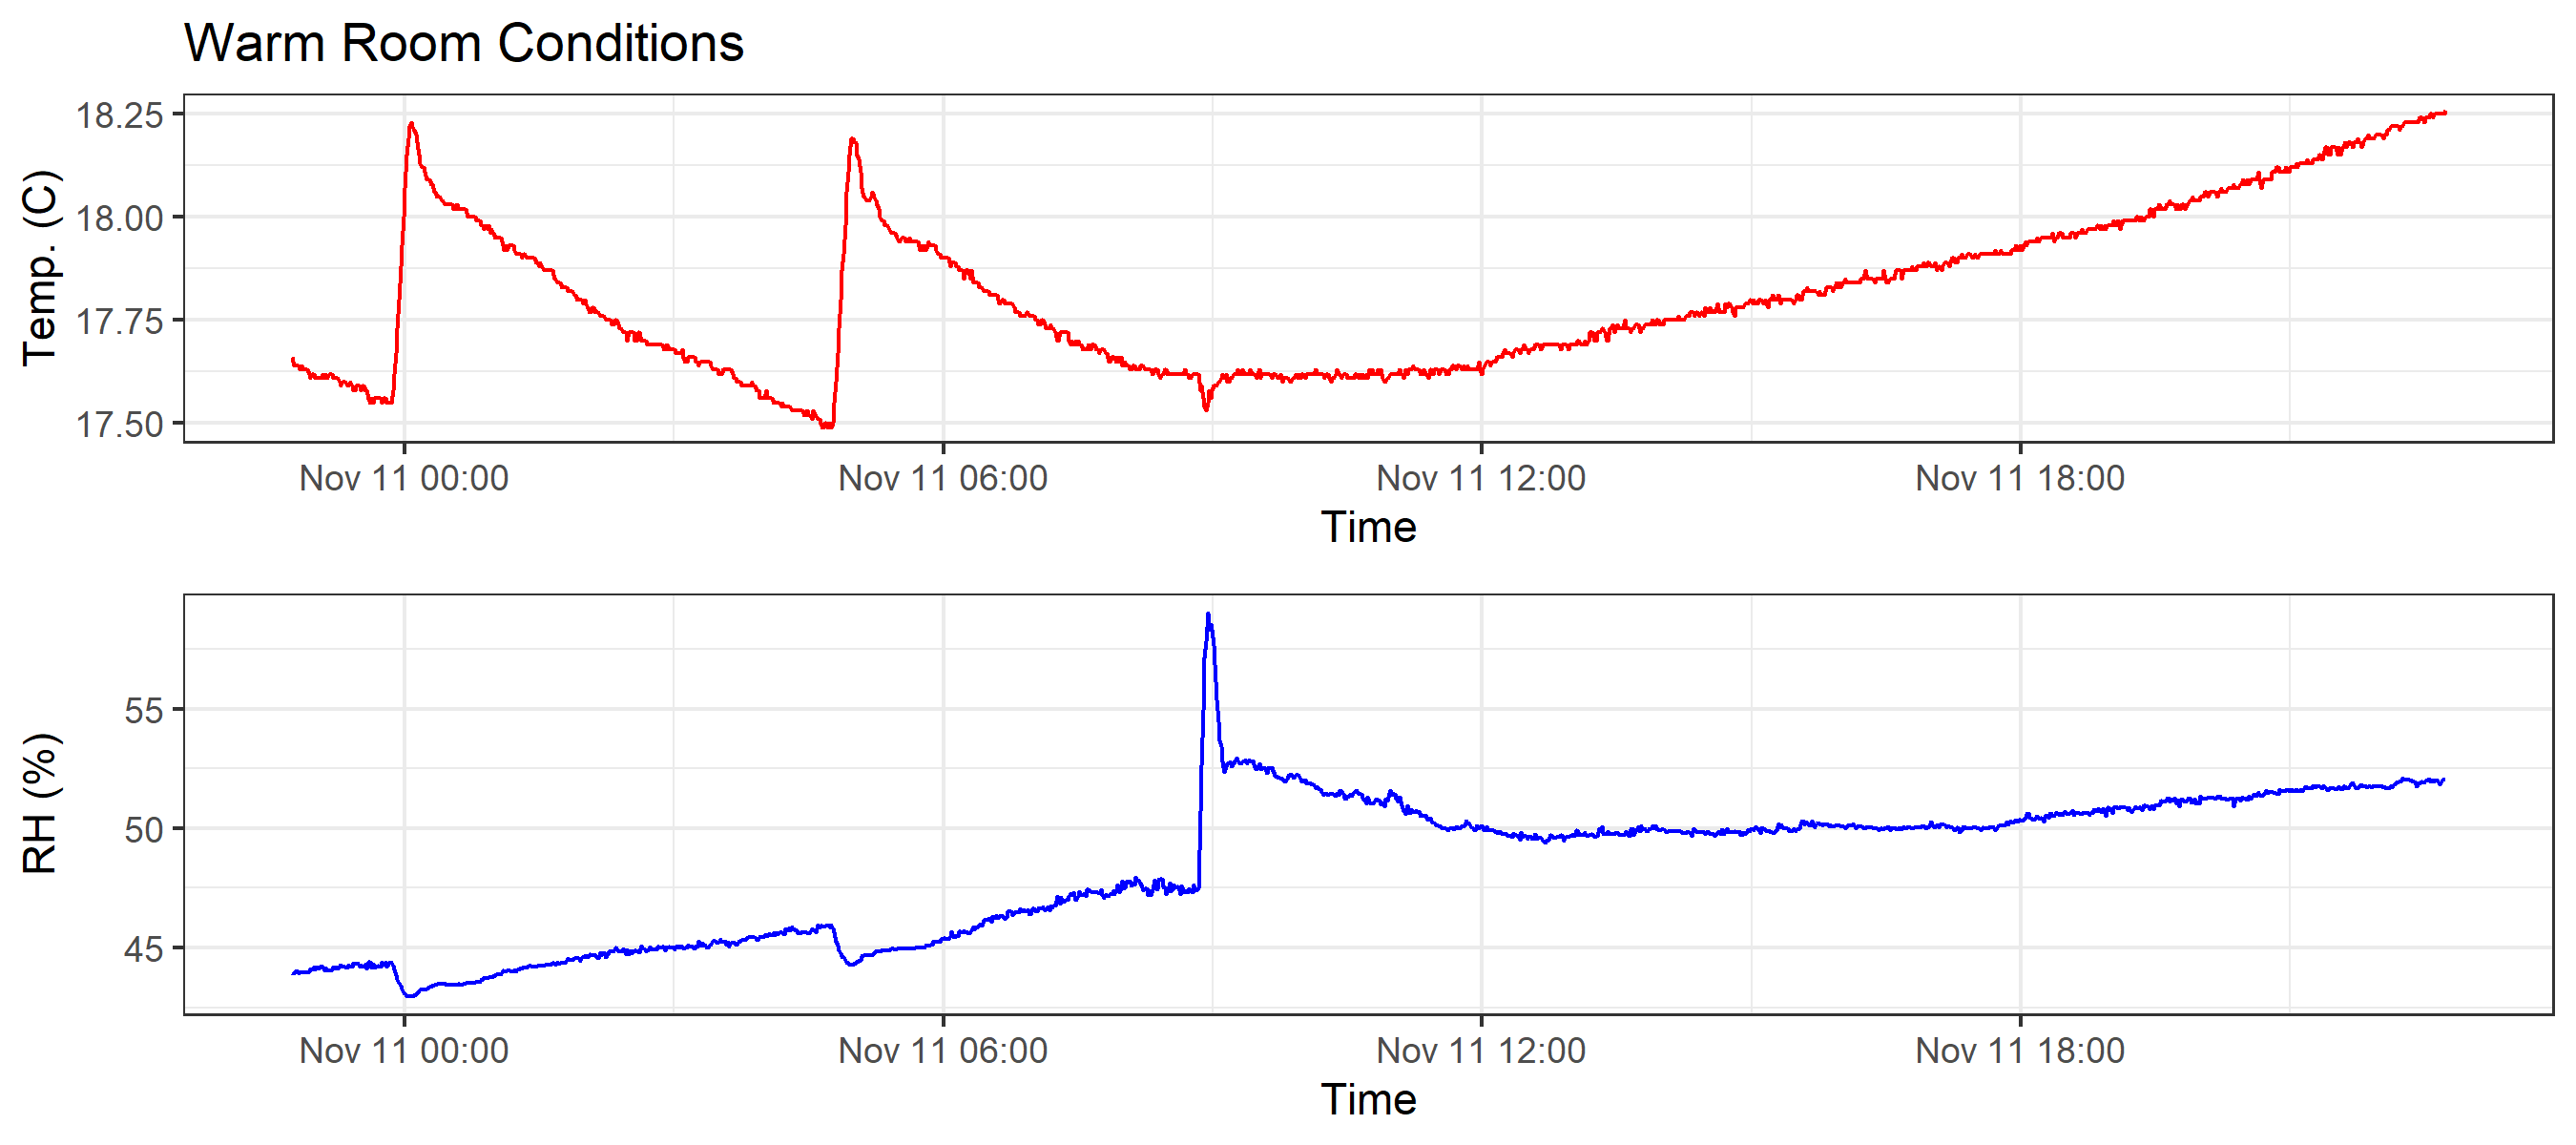 Warm Room Conditions
Temp. (C)
18.25
18.00
17.75
17.50
Nov 11 00:00 Nov 11 06:00 Nov 11 12:00 Nov 11 18:00
Time
RH (%)
55
50
45
Nov 11 00:00 Nov 11 06:00 Nov 11 12:00 Nov 11 18:00
Time